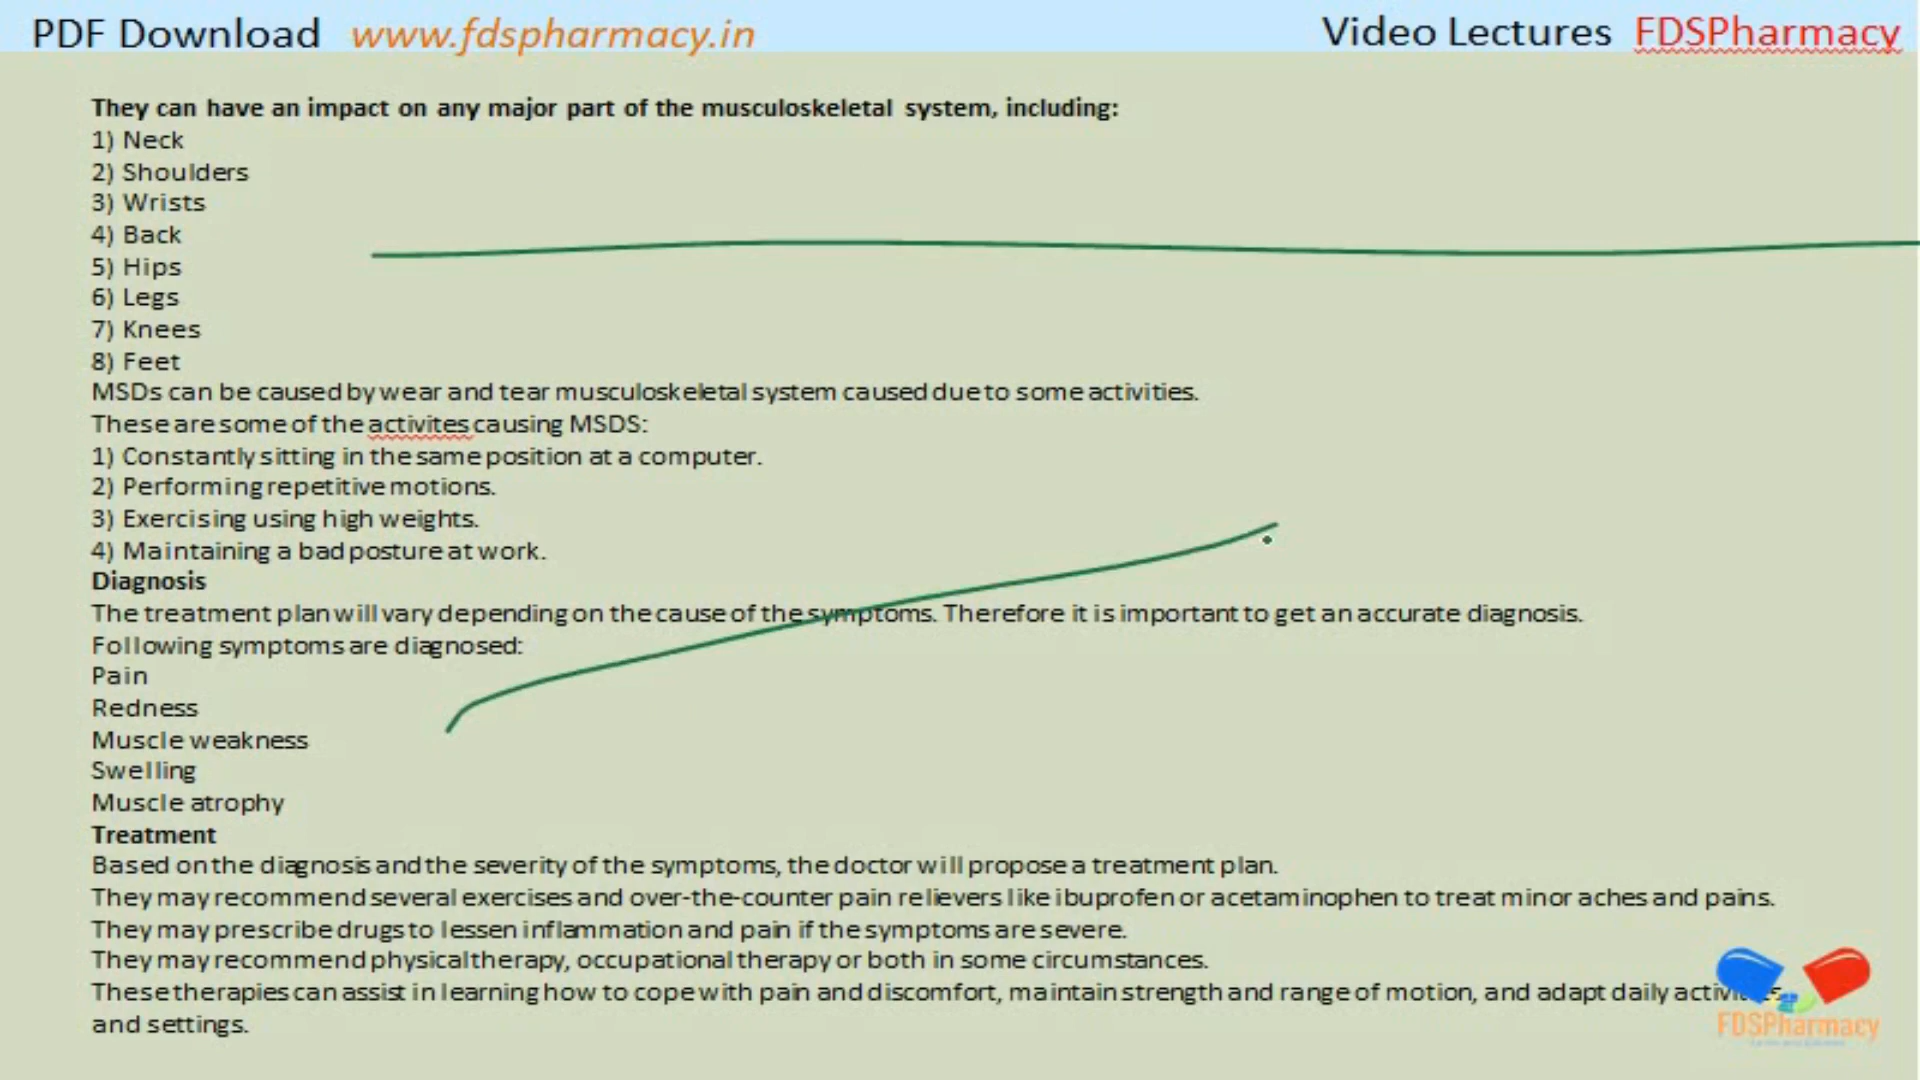 PDF Download www.fdspharmacy.in Video Lectures FDSPharmacy
They can have an impact on any major part of the musculoskeletal system, including:
1) Neck
2) Shoulders
3) Wrists
4) Back
5) Hips
6) Legs
7) Knees
8) Feet
MSDs can be caused by wear and tear musculoskeletal system caused due to some activities.
These are some of the activites causing MSDS:
1) Constantly sitting in the same position at a computer.
2) Performing repetitive motions.
3) Exercising using high weights.
4) Maintaining a bad posture at work.
Diagnosis
The treatment plan will vary depending on the cause of the symptoms. Therefore it is important to get an accurate diagnosis.
Following symptoms are diagnosed:
Pain
Redness
Muscle weakness
Swelling
Muscle atrophy
Treatment
Based on the diagnosis and the severity of the symptoms, the doctor will propose a treatment plan.
They may recommend several exercises and over-the-counter pain relievers like ibuprofen or acetaminophen to treat minor aches and pains.
They may prescribe drugs to lessen inflammation and pain if the symptoms are severe.
They may recommend physical therapy, occupational therapy or both in some circumstances.
These therapies can assist in learning how to cope with pain and discomfort, maintain strength and range of motion, and adapt daily activities
and settings.
FDSPharmacy